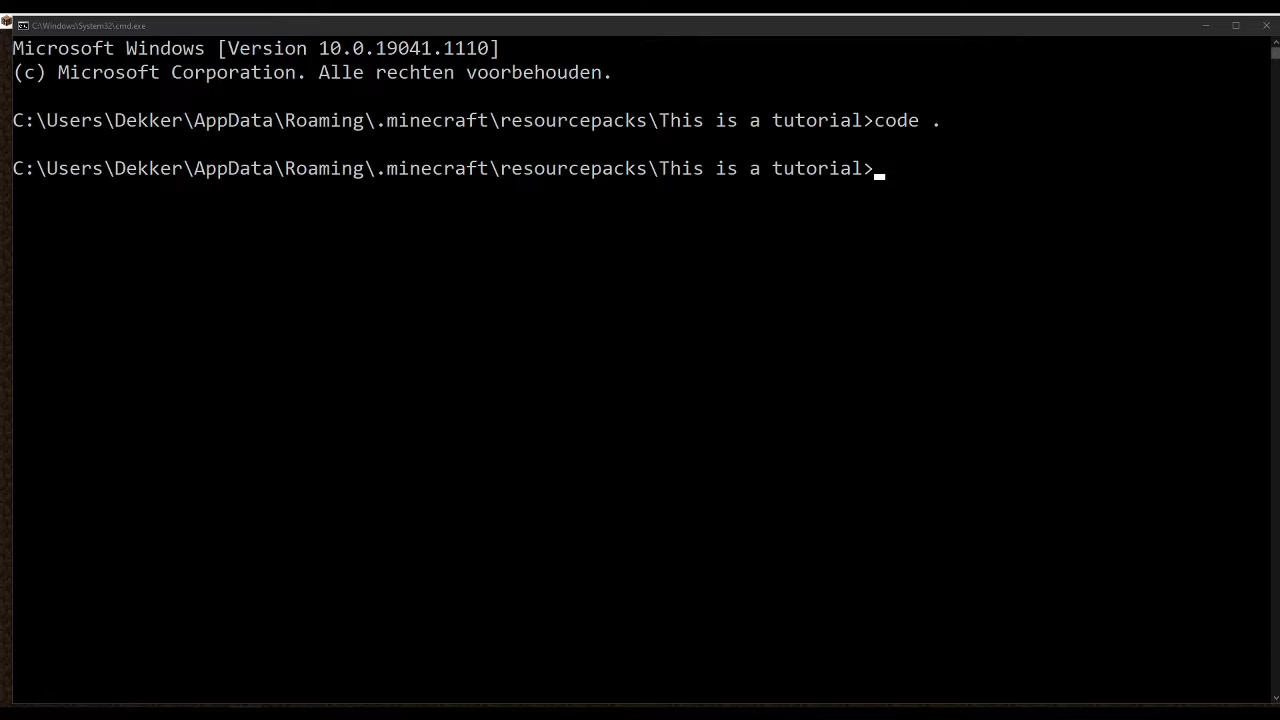 C:\Windows\System32\cmd.exe
Microsoft Windows [Version 10.0.19041.1110]
(c) Microsoft Corporation. Alle rechten voorbehouden.
C:\Users\Dekker\AppData\Roaming\.minecraft\resourcepacks\This is a tutorial>code .
C:\Users\Dekker\AppData\Roaming\.minecraft\resourcepacks\This is a tutorial>